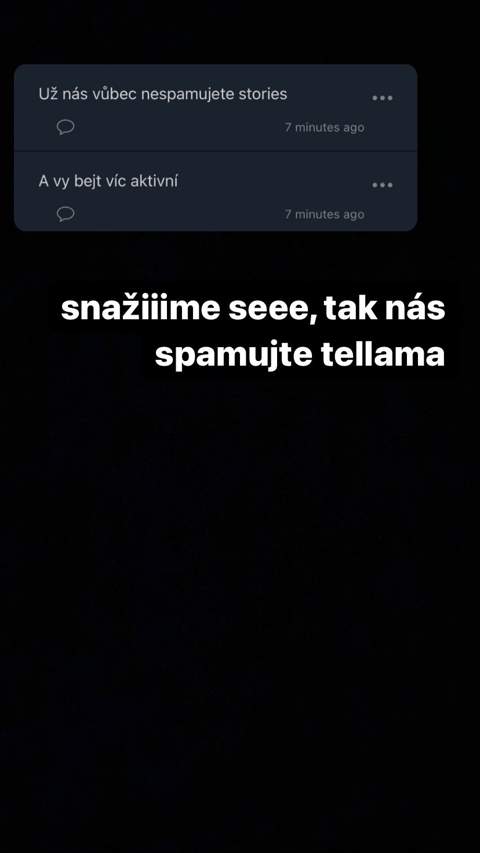 Už nás vůbec nespamujete stories
7 minutes ago
A vy bejt víc aktivní
7 minutes ago
snažiiime seee, tak nás
spamujte tellama